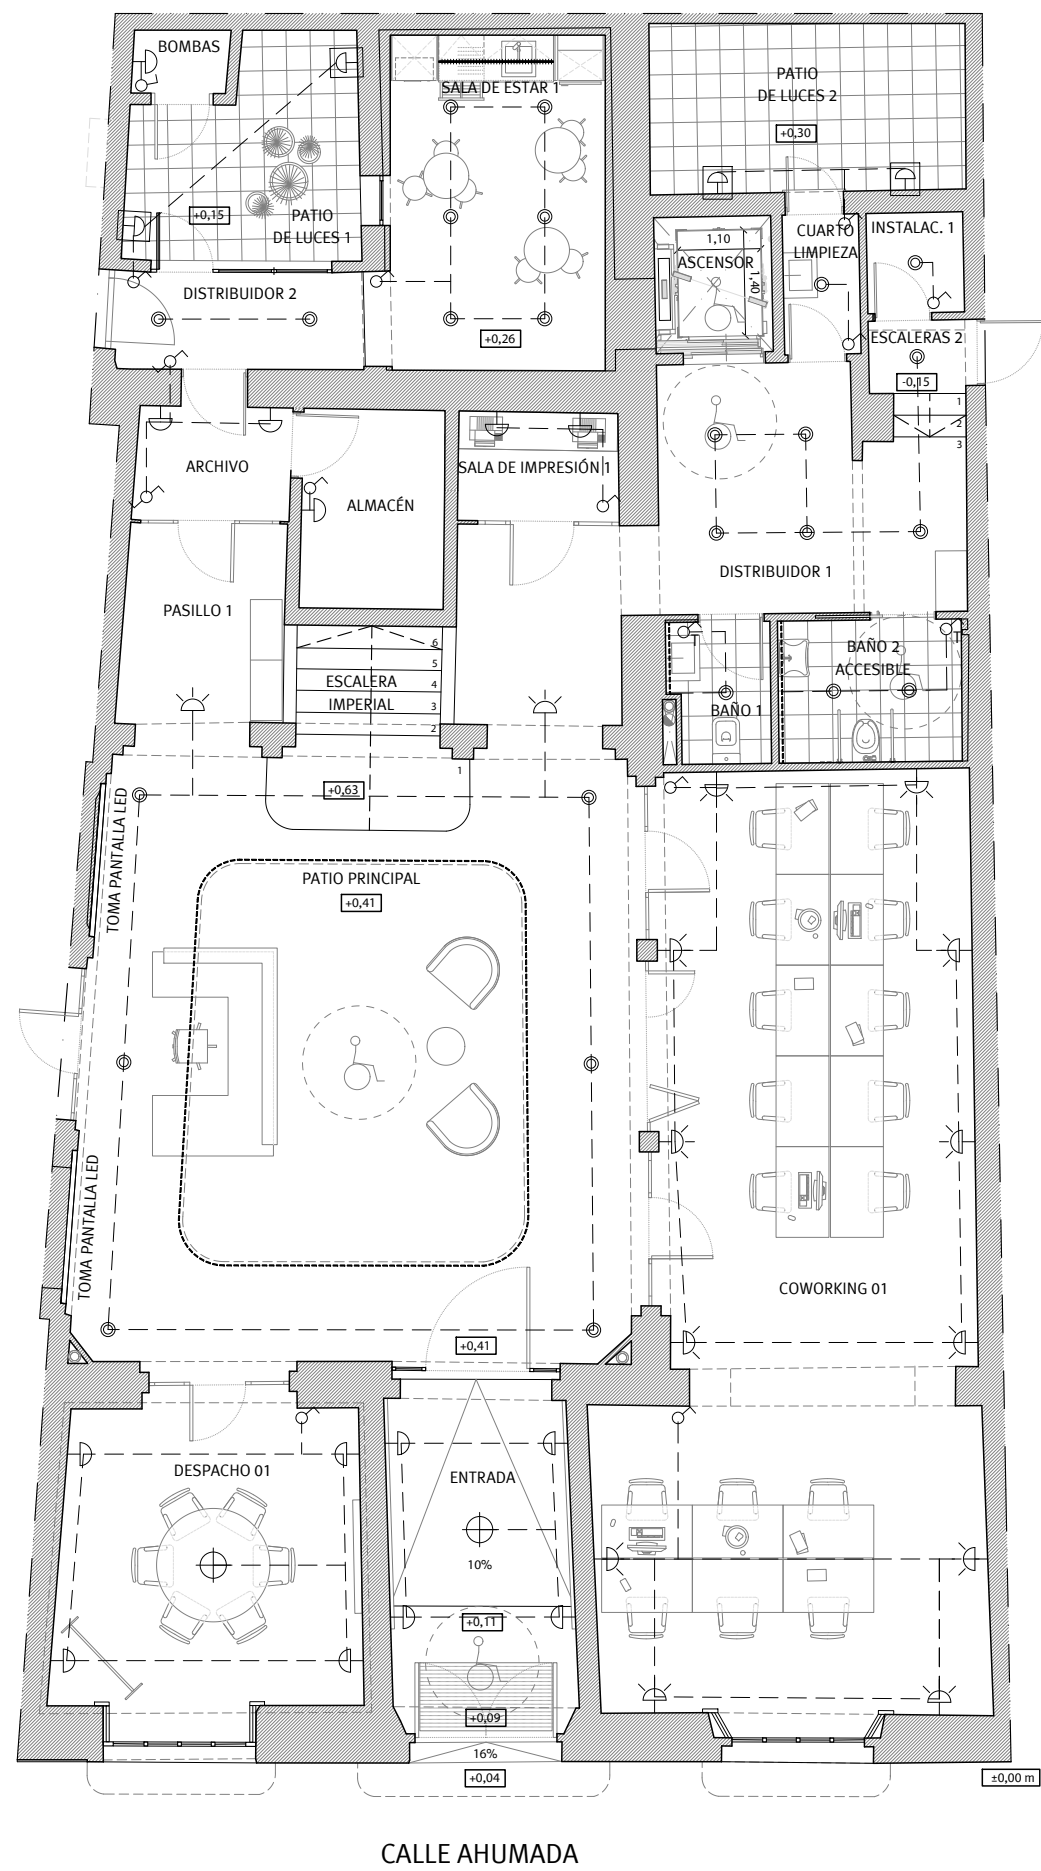 BOMBAS
SALA DE ESTAR 1
PATIO
DE LUCES 2
+0,30
+0,15
PATIO
DE LUCES 1
1,10
ASCENSOR
1,40
CUARTO
LIMPIEZA
INSTALAC. 1
DISTRIBUIDOR 2
+0,26
ESCALERAS 2
-0,15
1
2
3
ARCHIVO
ALMACÉN
SALA DE IMPRESIÓN 1
DISTRIBUIDOR 1
PASILLO 1
6
5
4
3
2
1
ESCALERA
IMPERIAL
BAÑO 2
ACCESIBLE
BAÑO 1
+0,63
TOMA PANTALLA LED
PATIO PRINCIPAL
+0,41
TOMA PANTALLA LED
COWORKING 01
+0,41
DESPACHO 01
ENTRADA
10%
+0,11
+0,09
16%
+0,04
±0,00 m
CALLE AHUMADA